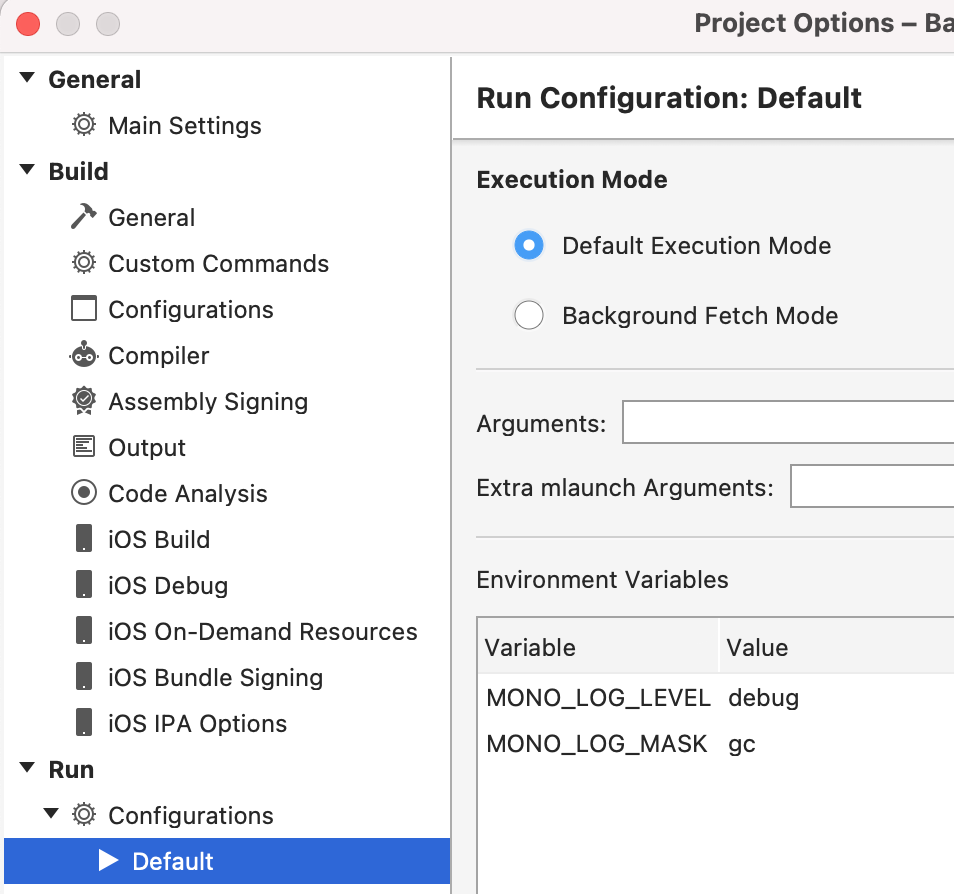 Project Options – Ba
General
Main Settings
Build
General
Custom Commands
Configurations
Compiler
Assembly Signing
Output
Code Analysis
iOS Build
iOS Debug
iOS On-Demand Resources
iOS Bundle Signing
iOS IPA Options
Run
Configurations
Default
Run Configuration: Default
Execution Mode
Default Execution Mode
Background Fetch Mode
Arguments:
Extra mlaunch Arguments:
Environment Variables
Variable Value
MONO_LOG_LEVEL debug
MONO_LOG_MASK gc